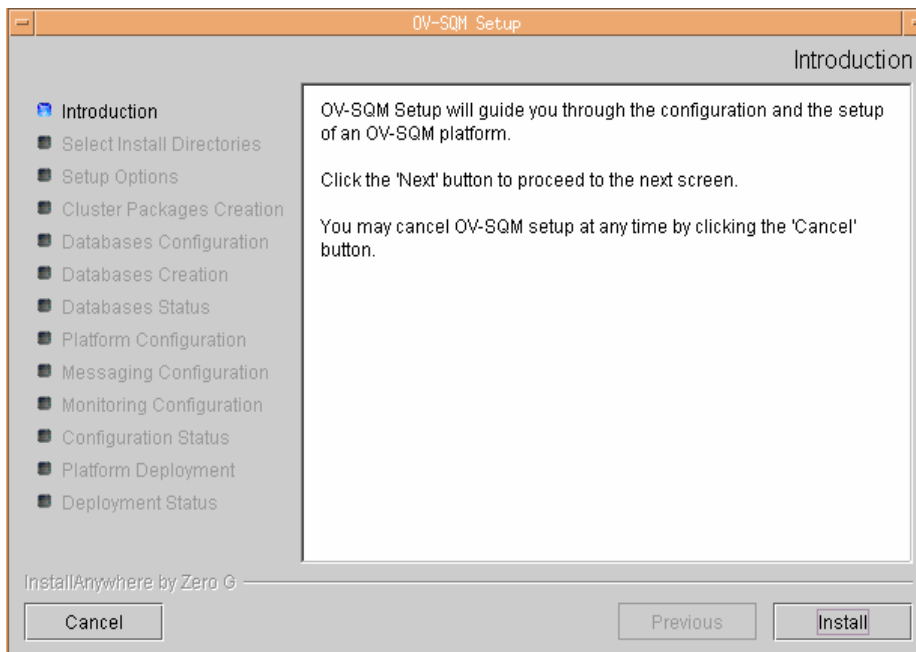 OV-SQM Setup
Introduction
Introduction
Select Install Directories
Setup Options
Cluster Packages Creation
Databases Configuration
Databases Creation
Databases Status
Platform Configuration
Messaging Configuration
Monitoring Configuration
Configuration Status
Platform Deployment
Deployment Status
OV-SQM Setup will guide you through the configuration and the setup
of an OV-SQM platform.
Click the 'Next' button to proceed to the next screen.
You may cancel OV-SQM setup at any time by clicking the 'Cancel'
button.
InstallAnywhere by Zero G
Cancel
Previous
Install